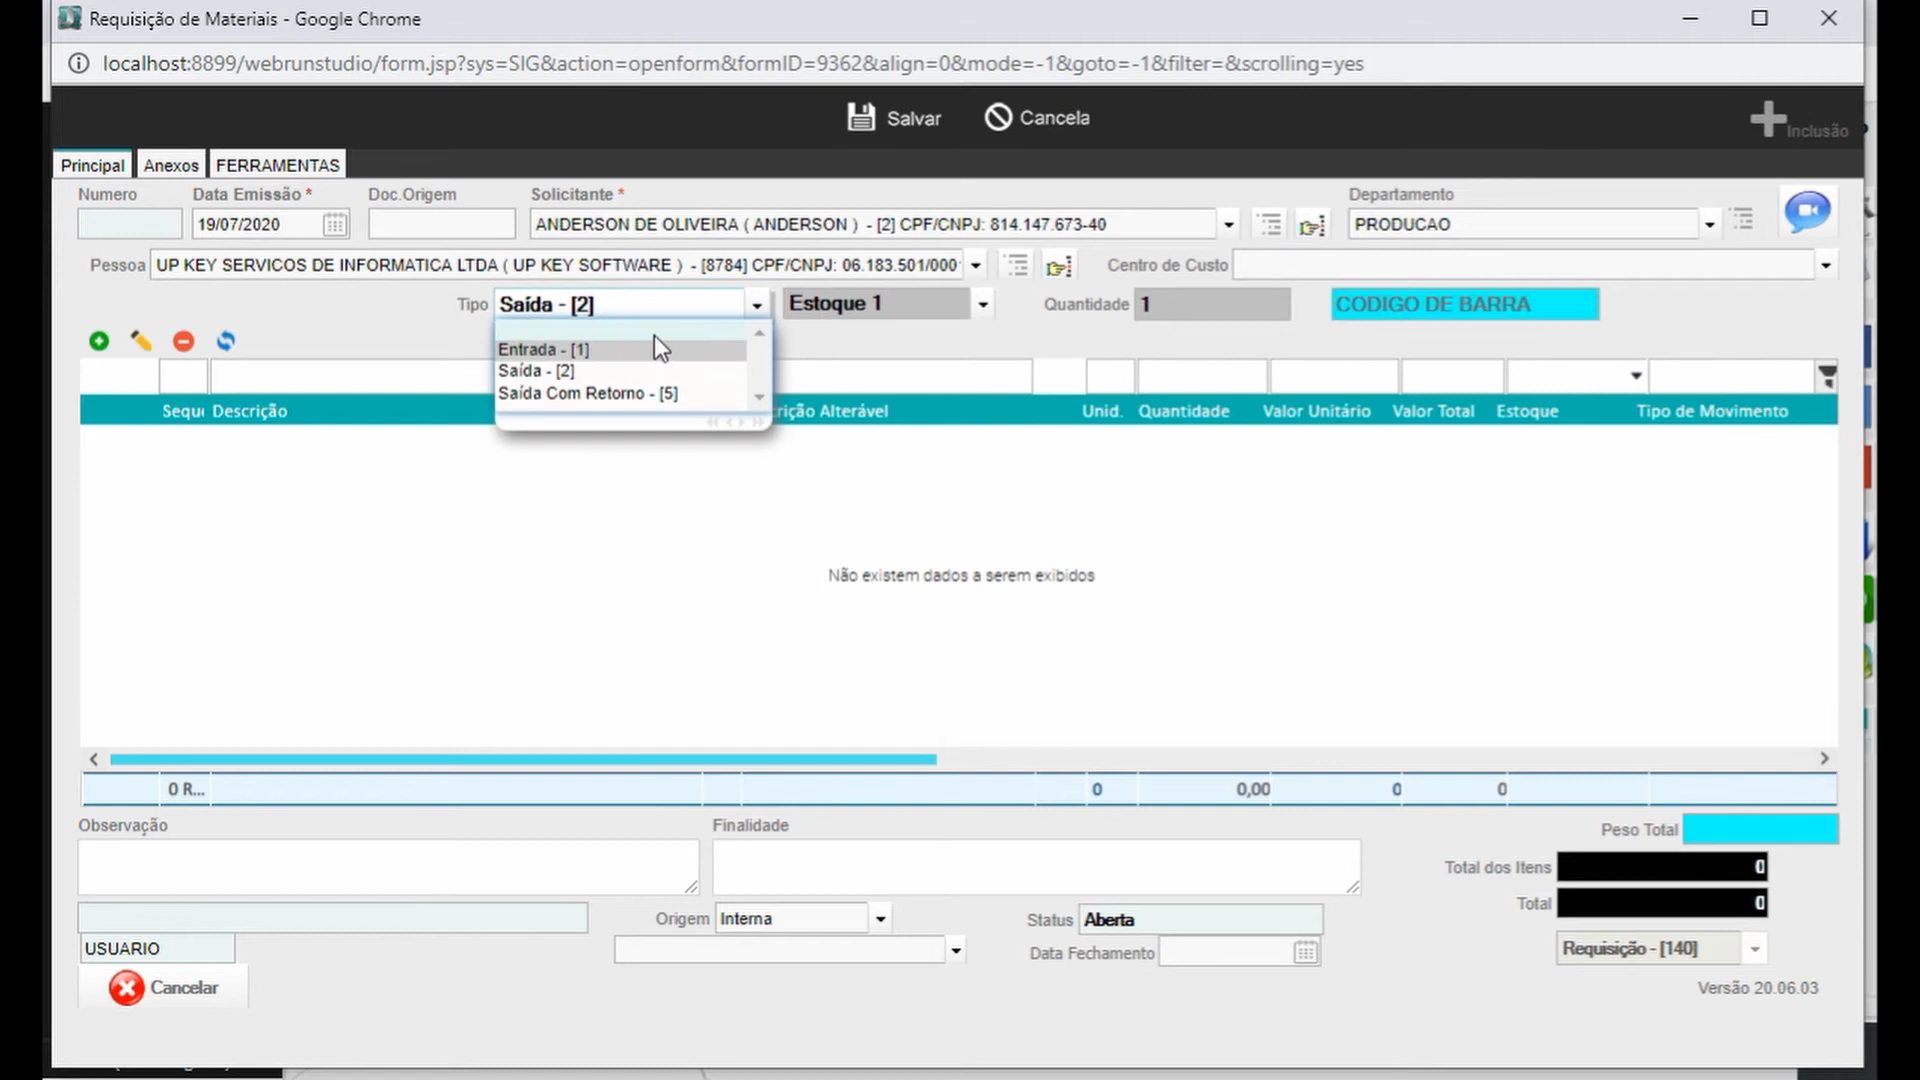 Requisição de Materiais - Google Chrome
localhost:8899/webrunstudio/form.jsp?sys=SIG&action=openform&formID=9362&align=0&mode=-1&goto=-1&filter=&scrolling=yes
Salvar Cancela Inclusão
Principal Anexos FERRAMENTAS
Numero Data Emissão * Doc.Origem Solicitante * Departamento
19/07/2020 ANDERSON DE OLIVEIRA ( ANDERSON ) - [2] CPF/CNPJ: 814.147.673-40 PRODUCAO
Pessoa UP KEY SERVICOS DE INFORMATICA LTDA ( UP KEY SOFTWARE ) - [8784] CPF/CNPJ: 06.183.501/000 Centro de Custo
Tipo Saída - [2] Estoque 1 Quantidade 1 CODIGO DE BARRA
Entrada - [1]
Saída - [2]
Saída Com Retorno - [5]
Sequ Descrição rição Alterável Unid. Quantidade Valor Unitário Valor Total Estoque Tipo de Movimento
Não existem dados a serem exibidos
0 R... 0 0,00 0 0
Observação Finalidade Peso Total
Total dos Itens 0
Total 0
Origem Interna Status Aberta
USUARIO Data Fechamento Requisição - [140]
Cancelar Versão 20.06.03